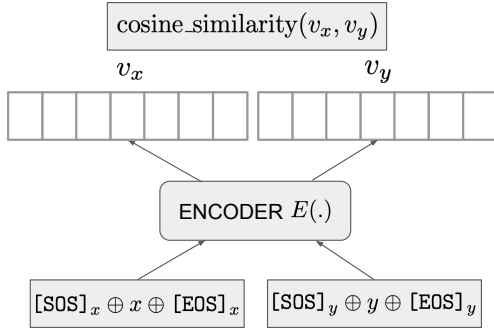 cosine_similarity(v_x, v_y)
v_x v_y
ENCODER E(.)
[SOS]_x ⊕ x ⊕ [EOS]_x [SOS]_y ⊕ y ⊕ [EOS]_y